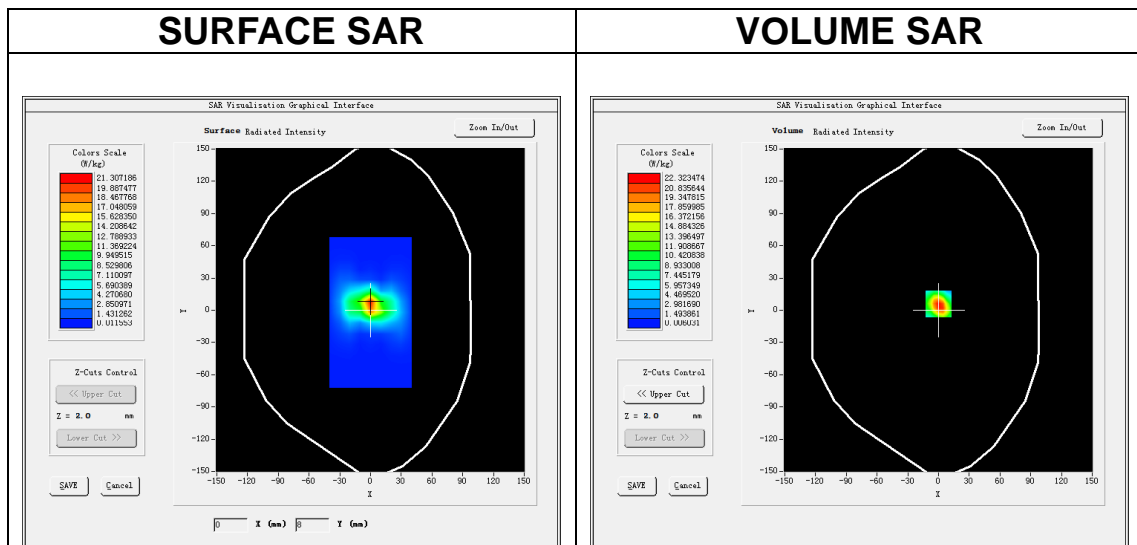 SURFACE SAR
VOLUME SAR
SAR Visualisation Graphical Interface
Surface Radiated Intensity
Zoom In/Out
Colors Scale
(W/kg)
21.307186
19.887477
18.467768
17.048059
15.628350
14.208642
12.788933
11.369224
9.949515
8.529806
7.110097
5.690389
4.270680
2.850971
1.431262
0.011553
150
120
90
60
30
0
-30
-60
-90
-120
-150
Y
-150 -120 -90 -60 -30 0 30 60 90 120 150
X
Z-Cuts Control
<< Upper Cut
Z = 2.0 mm
Lower Cut >>
SAVE Cancel
0 X (mm) 8 Y (mm)
SAR Visualisation Graphical Interface
Volume Radiated Intensity
Zoom In/Out
Colors Scale
(W/kg)
22.323474
20.835644
19.347815
17.859985
16.372156
14.884326
13.396497
11.908667
10.420838
8.933008
7.445179
5.957349
4.469520
2.981690
1.493861
0.006031
150
120
90
60
30
0
-30
-60
-90
-120
-150
Y
-150 -120 -90 -60 -30 0 30 60 90 120 150
X
Z-Cuts Control
<< Upper Cut
Z = 2.0 mm
Lower Cut >>
SAVE Cancel